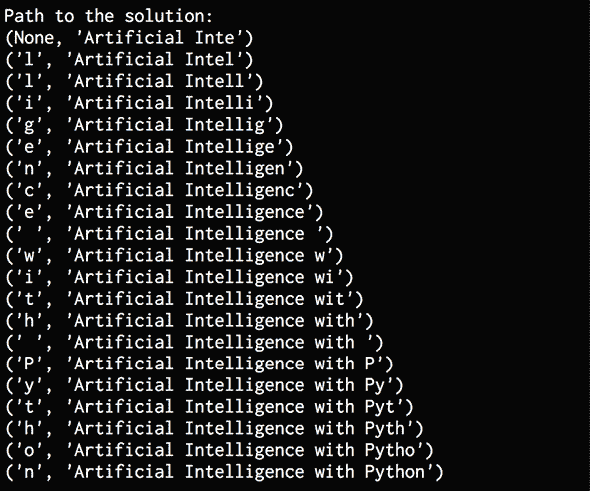 Path to the solution:
(None, 'Artificial Inte')
('l', 'Artificial Intel')
('l', 'Artificial Intell')
('i', 'Artificial Intelli')
('g', 'Artificial Intellig')
('e', 'Artificial Intellige')
('n', 'Artificial Intelligen')
('c', 'Artificial Intelligenc')
('e', 'Artificial Intelligence')
(' ', 'Artificial Intelligence ')
('w', 'Artificial Intelligence w')
('i', 'Artificial Intelligence wi')
('t', 'Artificial Intelligence wit')
('h', 'Artificial Intelligence with')
(' ', 'Artificial Intelligence with ')
('P', 'Artificial Intelligence with P')
('y', 'Artificial Intelligence with Py')
('t', 'Artificial Intelligence with Pyt')
('h', 'Artificial Intelligence with Pyth')
('o', 'Artificial Intelligence with Pytho')
('n', 'Artificial Intelligence with Python')